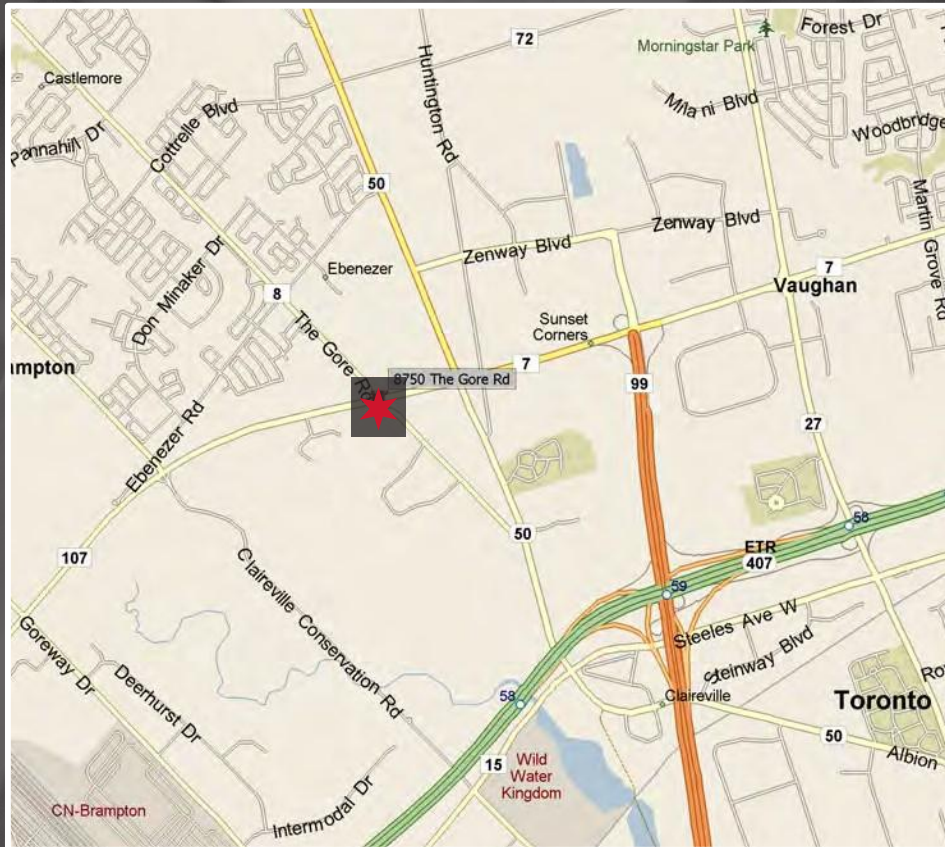 72
Forest Dr
Morningstar Park
Castlemore
Huntington Rd
Milani Blvd
Cottrelle Blvd
Pannahill Dr
Woodbridge
50
Martin Grove Rd
Zenway Blvd
Zenway Blvd
Don Minaker Dr
Ebenezer
7
Vaughan
8
Sunset
Corners
The Gore Rd
7
mpton
8750 The Gore Rd
99
27
Ebenezer Rd
50
58
ETR
407
107
59
Claireville Conservation Rd
Steeles Ave W
Goreway Dr
Steinway Blvd
Deerhurst Dr
58
Claireville
Toronto
50
Albion
15
Wild
Water
Kingdom
CN-Brampton
Intermodal Dr